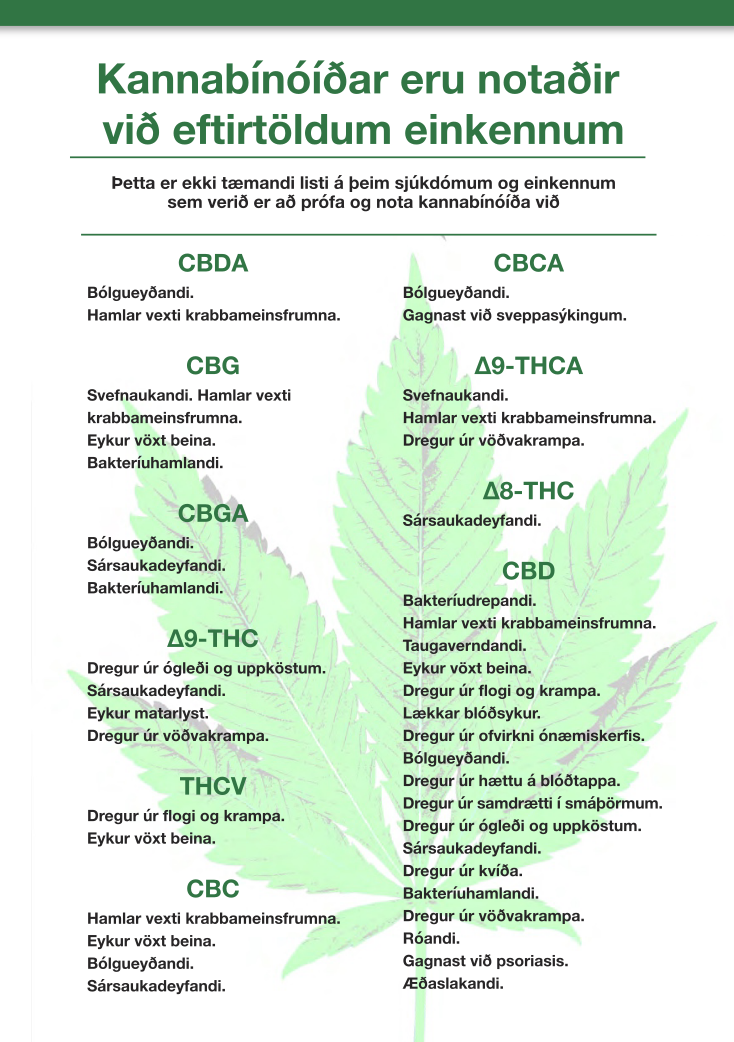 Kannabínóíðar eru notaðir
við eftirtöldum einkennum
Þetta er ekki tæmandi listi á þeim sjúkdómum og einkennum
sem verið er að prófa og nota kannabínóíða við
CBDA
Bólgueyðandi.
Hamlar vexti krabbameinsfrumna.
CBG
Svefnaukandi. Hamlar vexti
krabbameinsfrumna.
Eykur vöxt beina.
Bakteríuhamlandi.
CBGA
Bólgueyðandi.
Sársaukadeyfandi.
Bakteríuhamlandi.
Δ9-THC
Dregur úr ógleði og uppköstum.
Sársaukadeyfandi.
Eykur matarlyst.
Dregur úr vöðvakrampa.
THCV
Dregur úr flogi og krampa.
Eykur vöxt beina.
CBC
Hamlar vexti krabbameinsfrumna.
Eykur vöxt beina.
Bólgueyðandi.
Sársaukadeyfandi.
CBCA
Bólgueyðandi.
Gagnast við sveppasýkingum.
Δ9-THCA
Svefnaukandi.
Hamlar vexti krabbameinsfrumna.
Dregur úr vöðvakrampa.
Δ8-THC
Sársaukadeyfandi.
CBD
Bakteríudrepandi.
Hamlar vexti krabbameinsfrumna.
Taugaverndandi.
Eykur vöxt beina.
Dregur úr flogi og krampa.
Lækkar blóðsykur.
Dregur úr ofvirkni ónæmiskerfis.
Bólgueyðandi.
Dregur úr hættu á blóðtappa.
Dregur úr samdrætti í smáþörmum.
Dregur úr ógleði og uppköstum.
Sársaukadeyfandi.
Dregur úr kvíða.
Bakteríuhamlandi.
Dregur úr vöðvakrampa.
Róandi.
Gagnast við psoriasis.
Æðaslakandi.